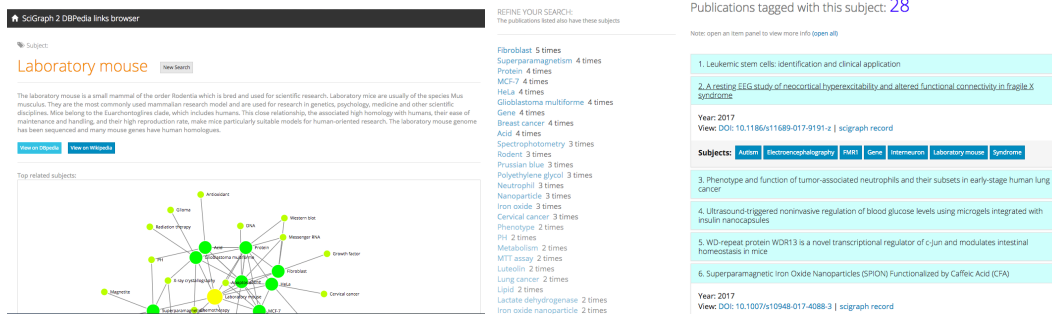 SciGraph 2 DBPedia links browser
Subject:
Laboratory mouse
New Search
The laboratory mouse is a small mammal of the order Rodentia which is bred and used for scientific research. Laboratory mice are usually of the species Mus
musculus. They are the most commonly used mammalian research model and are used for research in genetics, psychology, medicine and other scientific
disciplines. Mice belong to the Euarchontoglires clade, which includes humans. This close relationship, the associated high homology with humans, their ease of
maintenance and handling, and their high reproduction rate, make mice particularly suitable models for human-oriented research. The laboratory mouse genome
has been sequenced and many mouse genes have human homologues.
View on DBpedia
View on Wikipedia
Top related subjects:
Antioxidant
Glioma
Western blot
Radiation therapy
DNA
Messenger RNA
Acid
Protein
Glioblastoma multiforme
Growth factor
PH
Fibroblast
X-ray crystallography
HeLa
Magnetite
Laboratory mouse
Cervical cancer
Superparamagnetism
Chemotherapy
MCF-7
REFINE YOUR SEARCH:
The publications listed also have these subjects
Fibroblast 5 times
Superparamagnetism 4 times
Protein 4 times
MCF-7 4 times
HeLa 4 times
Glioblastoma multiforme 4 times
Gene 4 times
Breast cancer 4 times
Acid 4 times
Spectrophotometry 3 times
Rodent 3 times
Prussian blue 3 times
Polyethylene glycol 3 times
Neutrophil 3 times
Nanoparticle 3 times
Iron oxide 3 times
Cervical cancer 3 times
Phenotype 2 times
PH 2 times
Metabolism 2 times
MTT assay 2 times
Luteolin 2 times
Lung cancer 2 times
Lipid 2 times
Lactate dehydrogenase 2 times
Iron oxide nanoparticle 2 times
Publications tagged with this subject: 28
Note: open an item panel to view more info (open all)
1. Leukemic stem cells: identification and clinical application
2. A resting EEG study of neocortical hyperexcitability and altered functional connectivity in fragile X
syndrome
Year: 2017
View: DOI: 10.1186/s11689-017-9191-z | scigraph record
Subjects: Autism Electroencephalography FMR1 Gene Interneuron Laboratory mouse Syndrome
3. Phenotype and function of tumor-associated neutrophils and their subsets in early-stage human lung
cancer
4. Ultrasound-triggered noninvasive regulation of blood glucose levels using microgels integrated with
insulin nanocapsules
5. WD-repeat protein WDR13 is a novel transcriptional regulator of c-Jun and modulates intestinal
homeostasis in mice
6. Superparamagnetic Iron Oxide Nanoparticles (SPION) Functionalized by Caffeic Acid (CFA)
Year: 2017
View: DOI: 10.1007/s10948-017-4088-3 | scigraph record